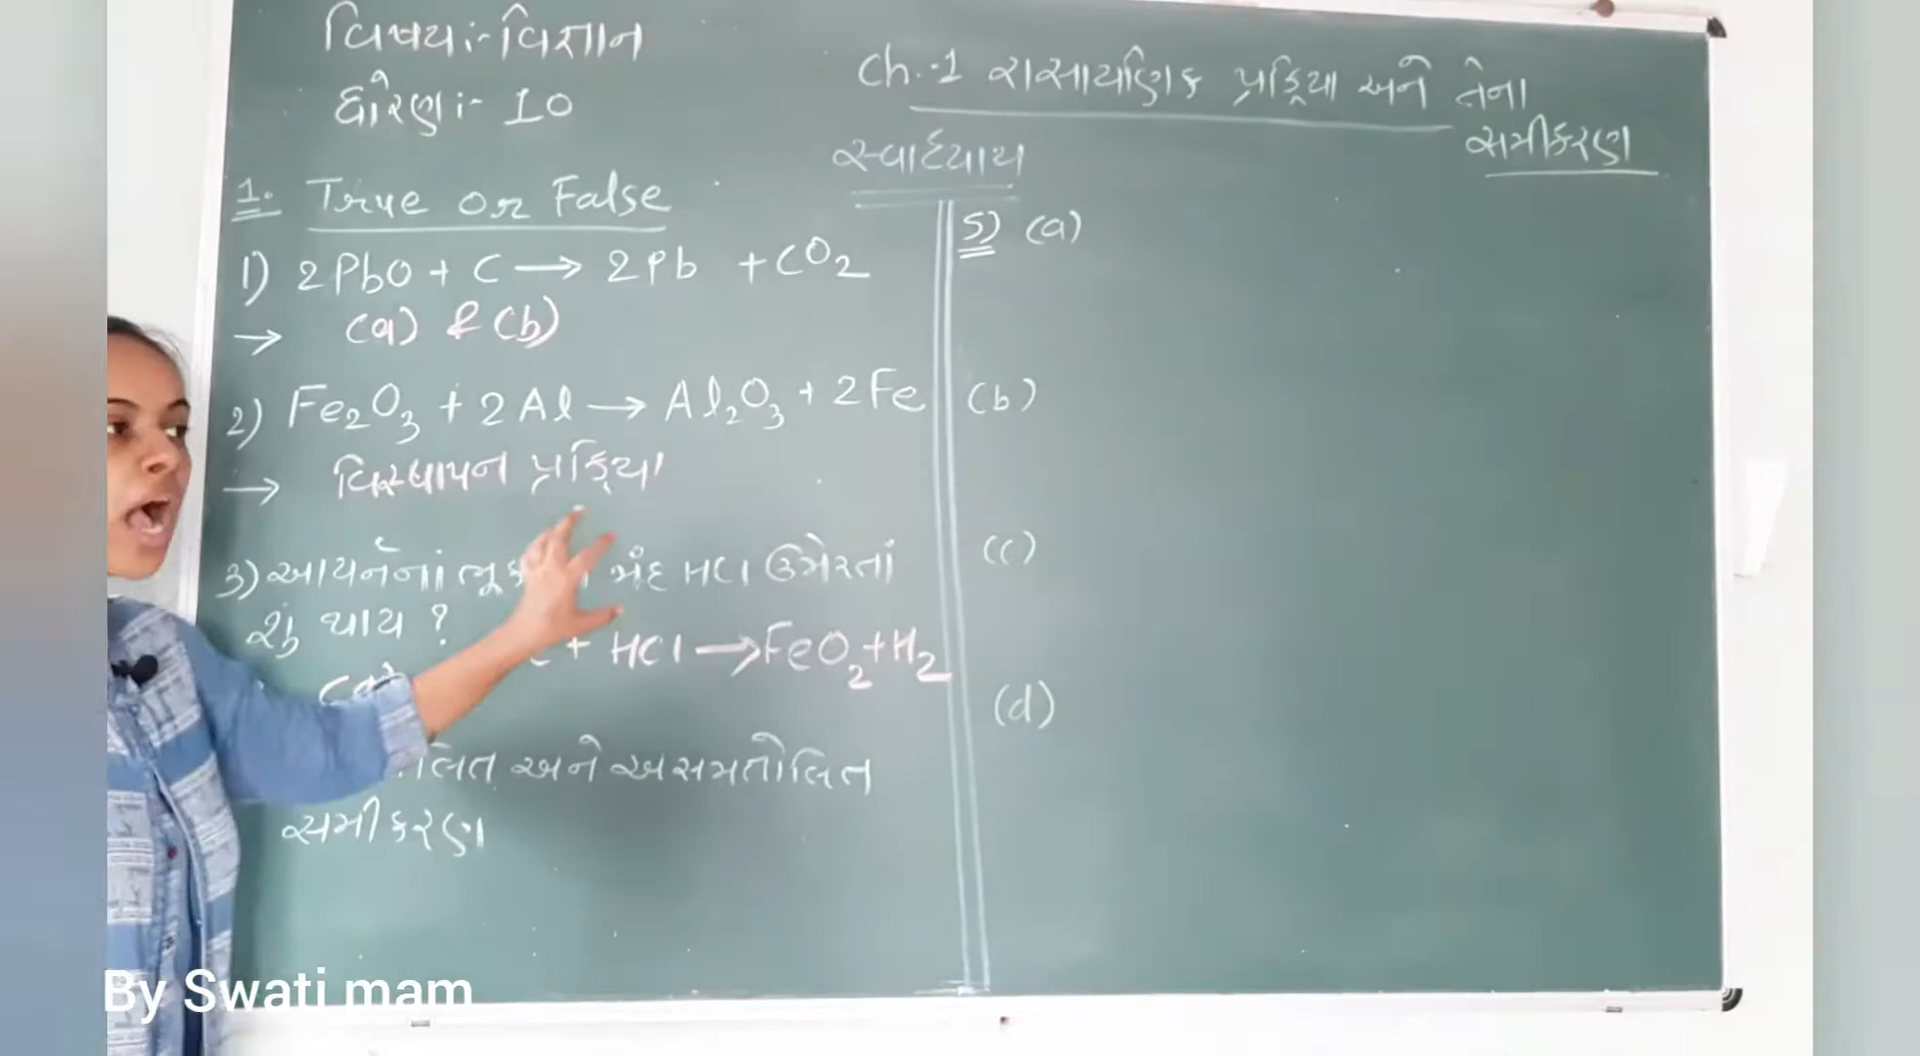 વિષય:- વિજ્ઞાન
ધોરણ:- 10
Ch.-1 રાસાયણિક પ્રક્રિયા અને તેના
સમીકરણ
સ્વાધ્યાય
1. True or False
1) 2PbO + C → 2Pb + CO₂
→ (a) & (b)
2) Fe₂O₃ + 2Al → Al₂O₃ + 2Fe
→ વિસ્થાપન પ્રક્રિયા
3) આયર્નનાં મંદ HCl ઉમેરતાં
શું થાય ?
+ HCl → FeO₂ + H₂
અને અસમતોલિત
સમીકરણ
5) (a)
(b)
(c)
(d)
By Swati mam